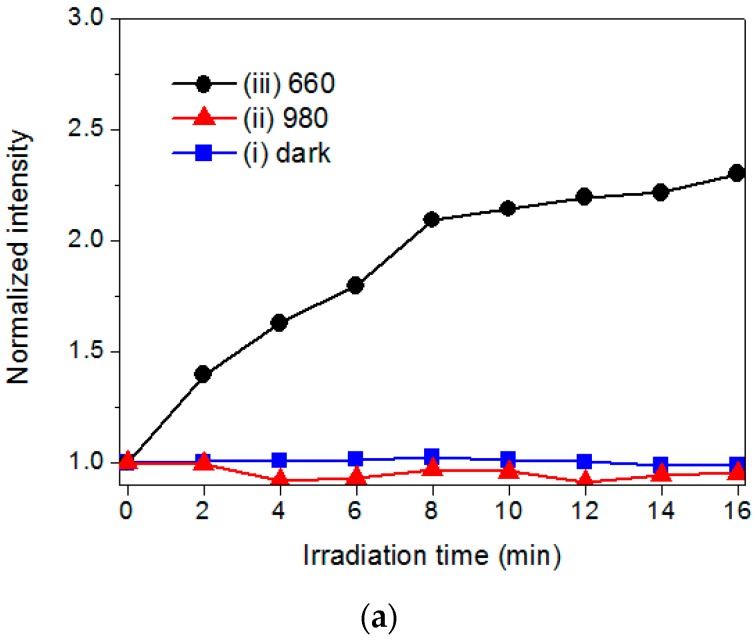 3.0
2.5
2.0
1.5
1.0
Normalized intensity
(iii) 660
(ii) 980
(i) dark
0 2 4 6 8 10 12 14 16
Irradiation time (min)
(a)